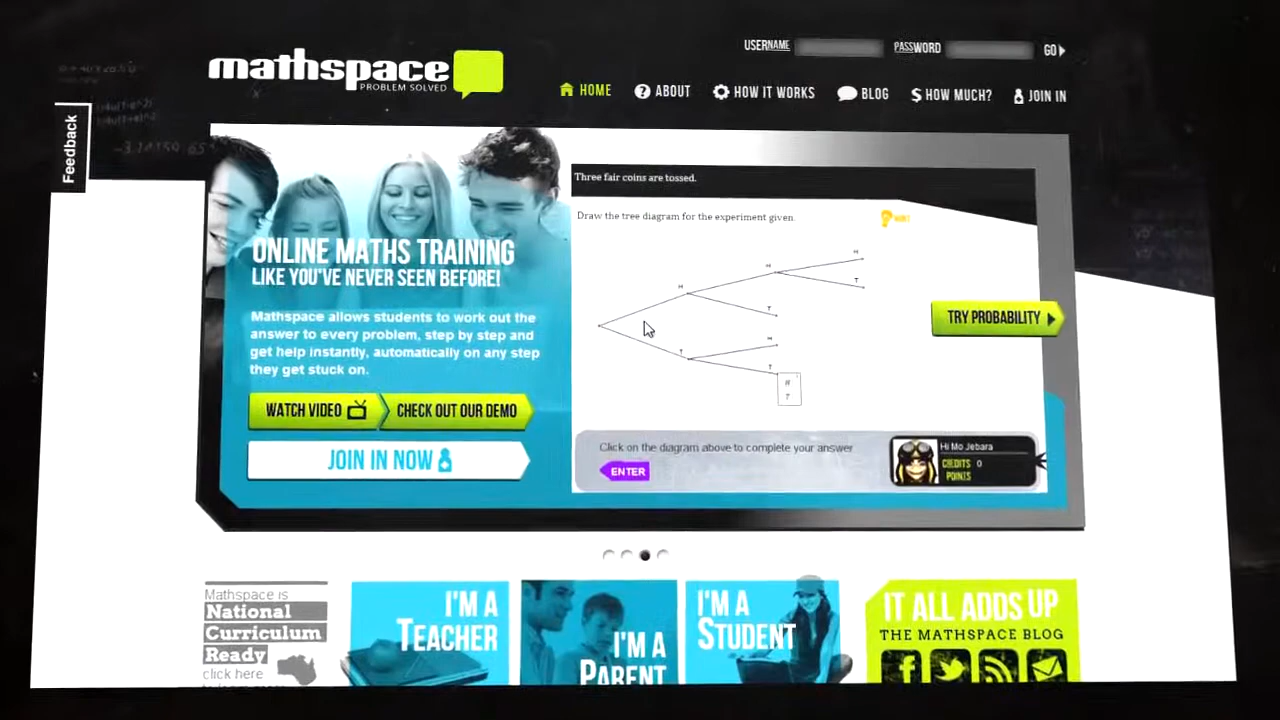 mathspace
PROBLEM SOLVED
USERNAME
PASSWORD
GO
HOME
ABOUT
HOW IT WORKS
BLOG
$ HOW MUCH?
JOIN IN
Feedback
Three fair coins are tossed.
Draw the tree diagram for the experiment given.
H
T
H
T
H
T
H
T
H
T
ONLINE MATHS TRAINING
LIKE YOU'VE NEVER SEEN BEFORE!
Mathspace allows students to work out the
answer to every problem, step by step and
get help instantly, automatically on any step
they get stuck on.
WATCH VIDEO
CHECK OUT OUR DEMO
JOIN IN NOW
TRY PROBABILITY
Click on the diagram above to complete your answer
ENTER
Hi Mo Jebara
CREDITS 0
POINTS
Mathspace is
National
Curriculum
Ready
click here
I'M A
TEACHER
I'M A
PARENT
I'M A
STUDENT
IT ALL ADDS UP
THE MATHSPACE BLOG